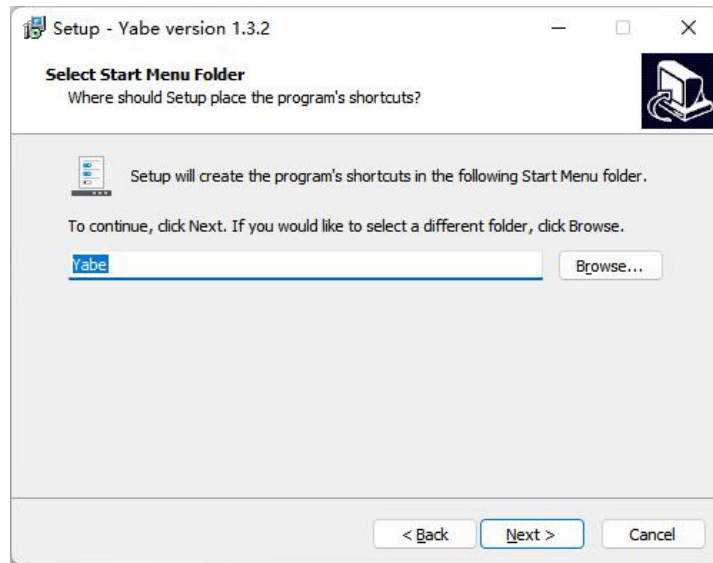 Setup - Yabe version 1.3.2
Select Start Menu Folder
Where should Setup place the program's shortcuts?
Setup will create the program's shortcuts in the following Start Menu folder.
To continue, click Next. If you would like to select a different folder, click Browse.
Yabe
Browse...
< Back
Next >
Cancel